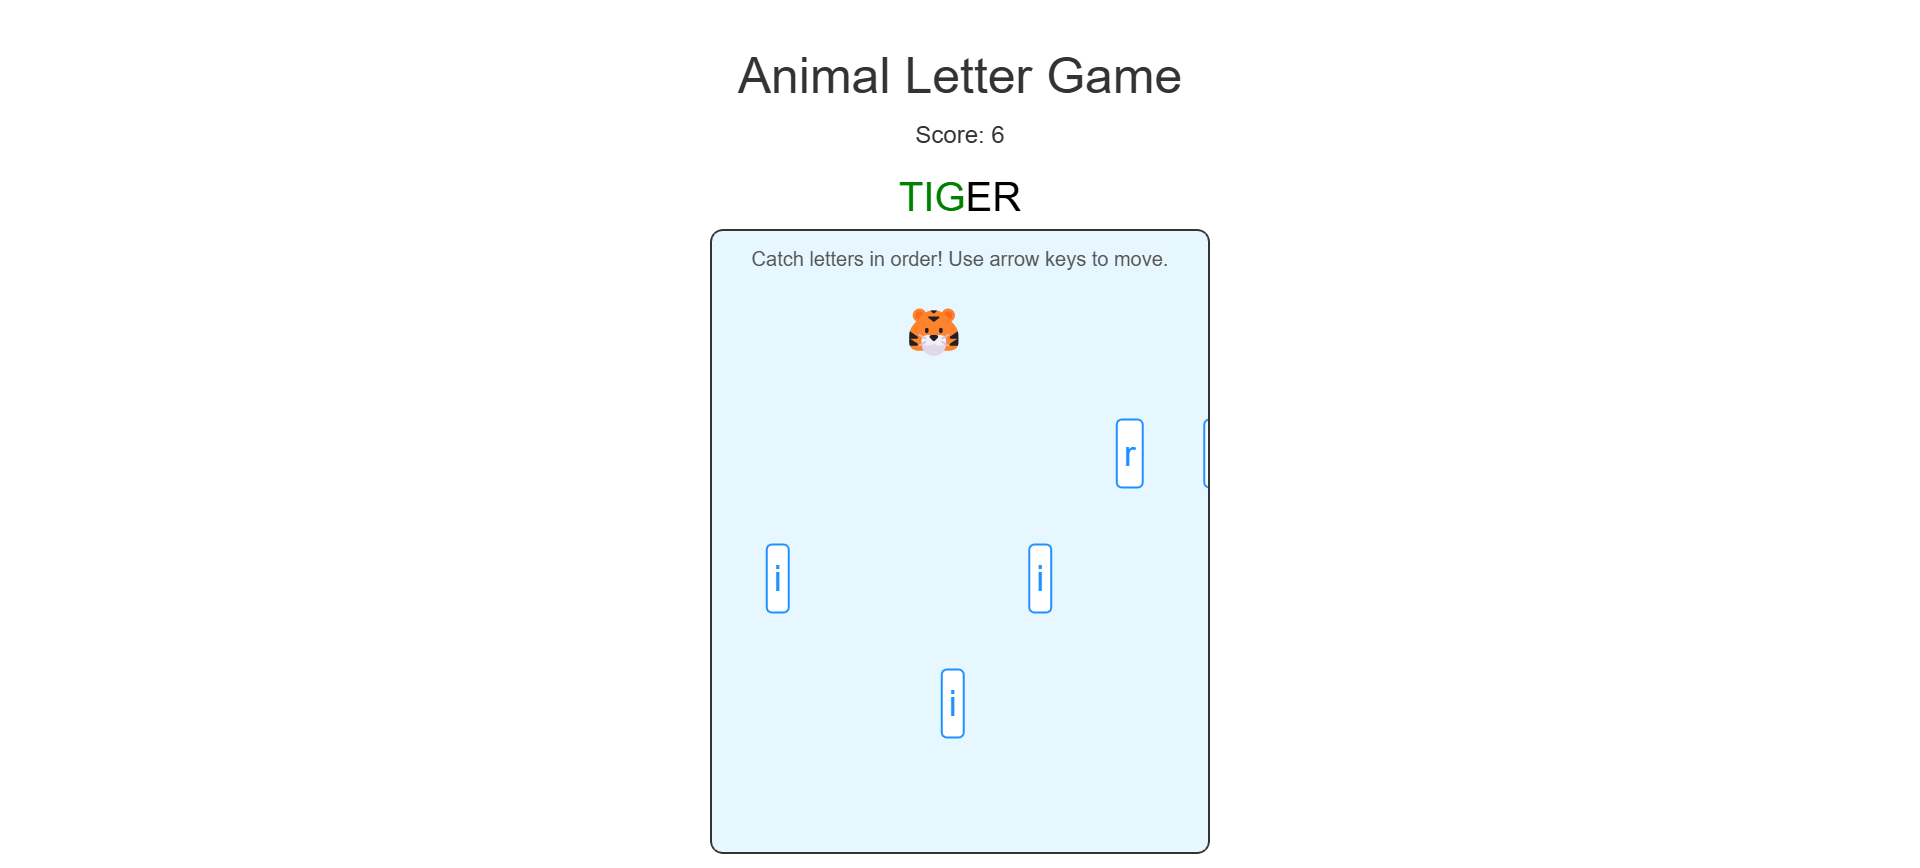 Animal Letter Game
Score: 6
TIGER
Catch letters in order! Use arrow keys to move.
r
i i
i